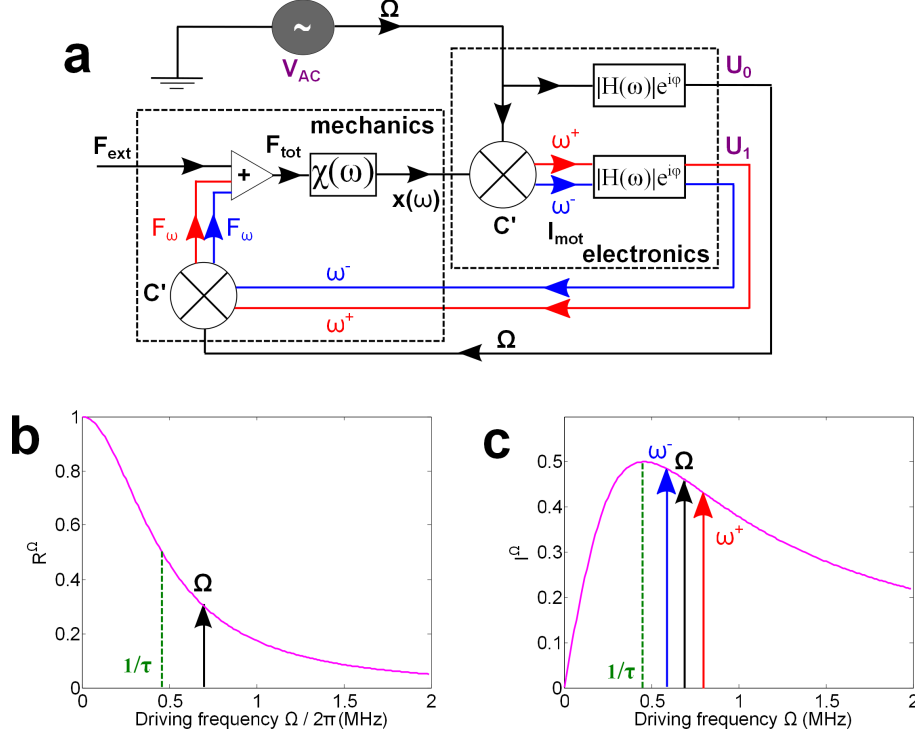 a
~
V_AC
Ω
U_0
|H(ω)|e^iφ
mechanics
F_ext
F_tot
+
χ(ω)
x(ω)
ω⁺
U_1
|H(ω)|e^iφ
ω⁻
C'
I_mot
electronics
F_ω
F_ω
C'
ω⁻
ω⁺
Ω
b
1
0.8
0.6
0.4
0.2
0
R^Ω
Ω
1/τ
0 0.5 1 1.5 2
Driving frequency Ω / 2π (MHz)
c
0.5
0.4
0.3
0.2
0.1
0
I^Ω
ω⁻
Ω
ω⁺
1/τ
0 0.5 1 1.5 2
Driving frequency Ω (MHz)